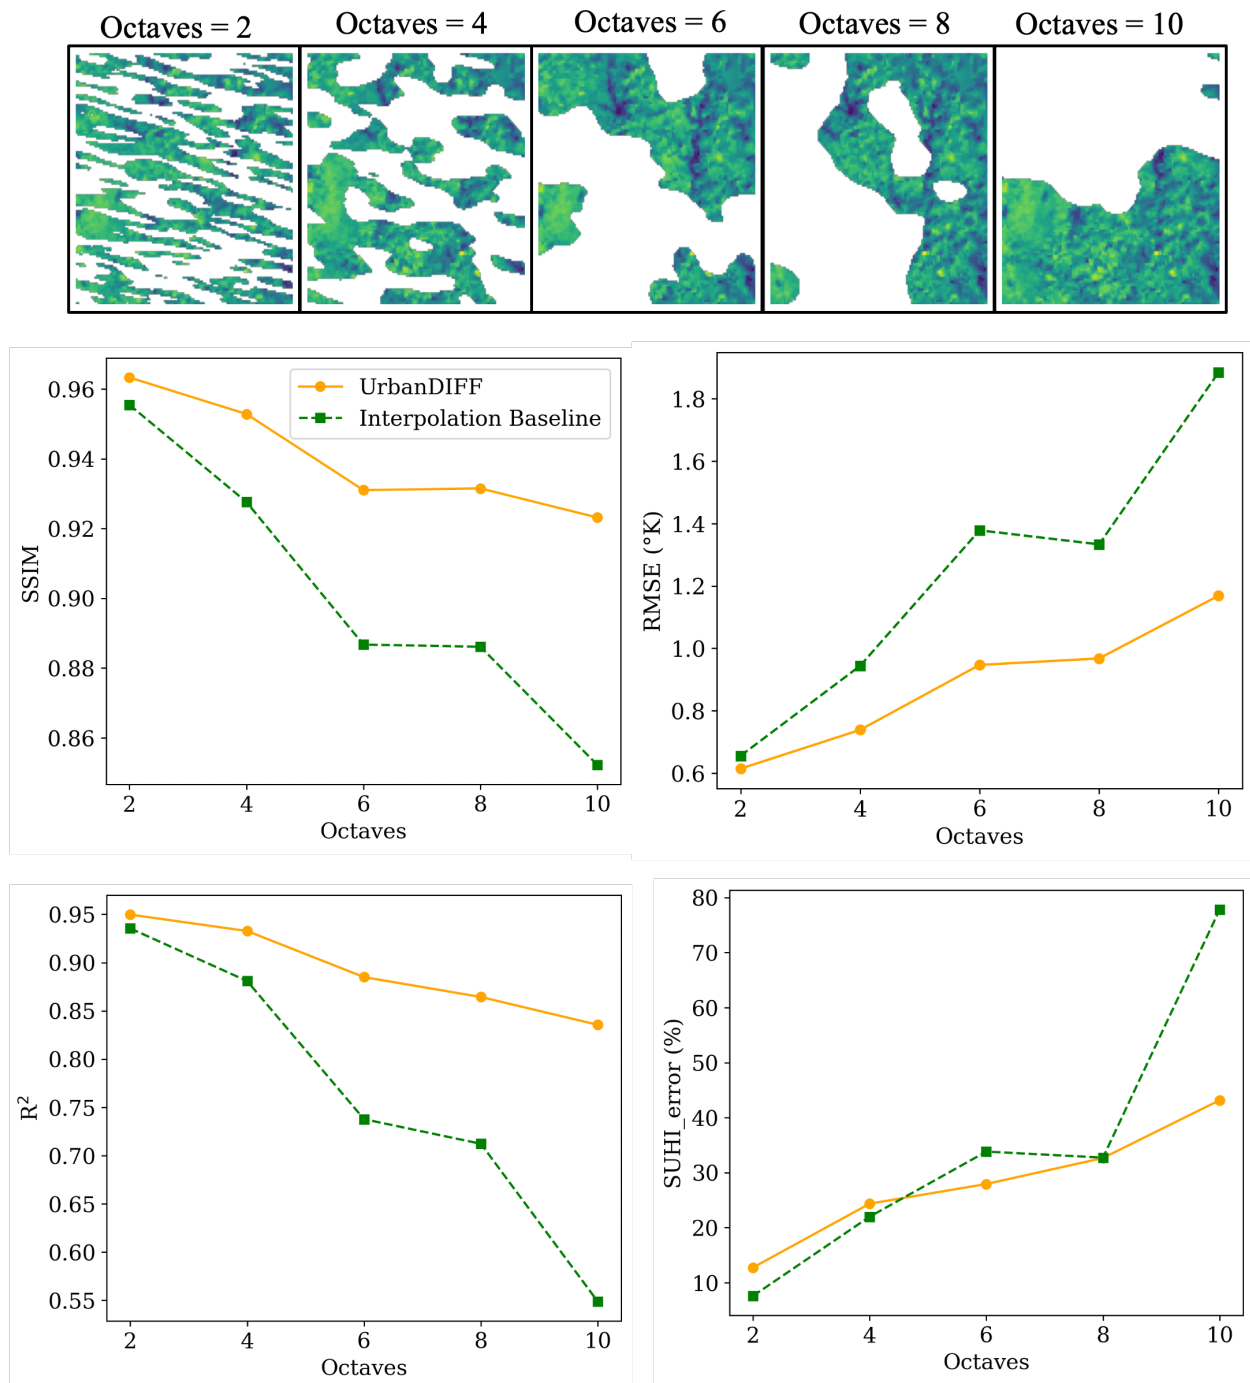 Octaves = 2
Octaves = 4
Octaves = 6
Octaves = 8
Octaves = 10
SSIM
0.96
0.94
0.92
0.90
0.88
0.86
UrbanDIFF
Interpolation Baseline
2 4 6 8 10
Octaves
RMSE (°K)
1.8
1.6
1.4
1.2
1.0
0.8
0.6
2 4 6 8 10
Octaves
R²
0.95
0.90
0.85
0.80
0.75
0.70
0.65
0.60
0.55
2 4 6 8 10
Octaves
SUHI_error (%)
80
70
60
50
40
30
20
10
2 4 6 8 10
Octaves